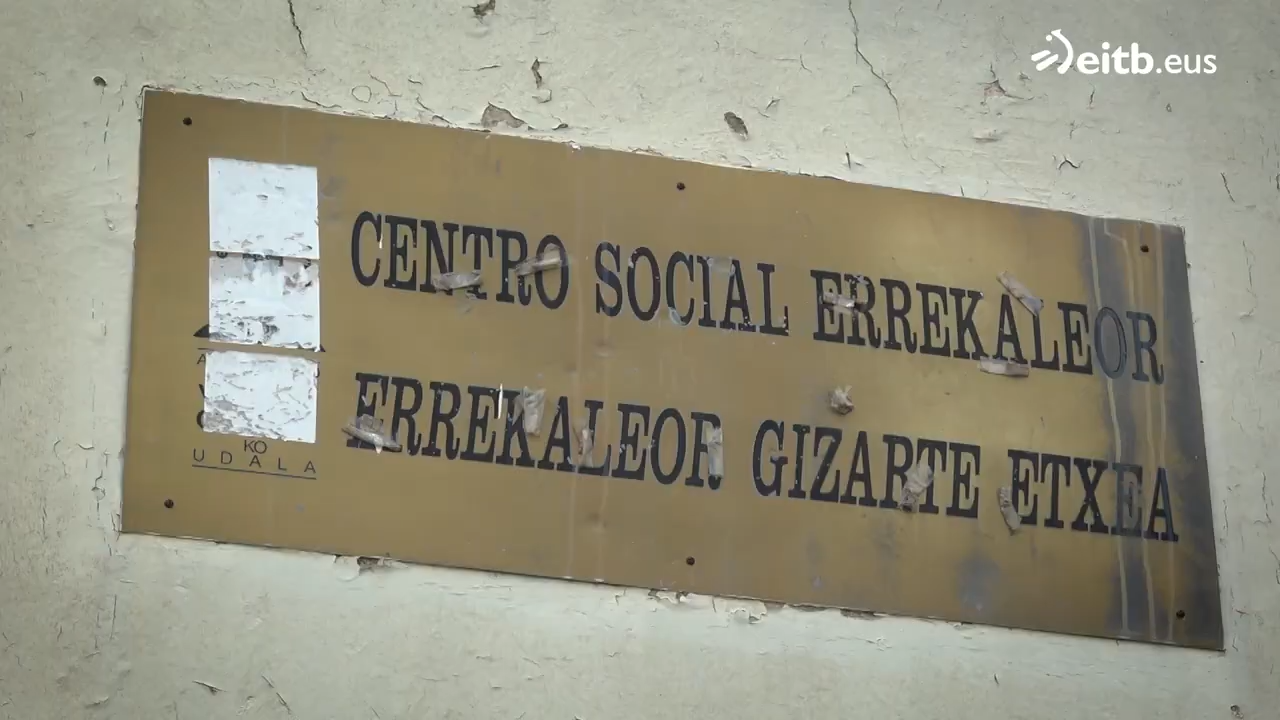 eitb.eus
CENTRO SOCIAL ERREKALEOR
ERREKALEOR GIZARTE ETXEA
KO
UDALA